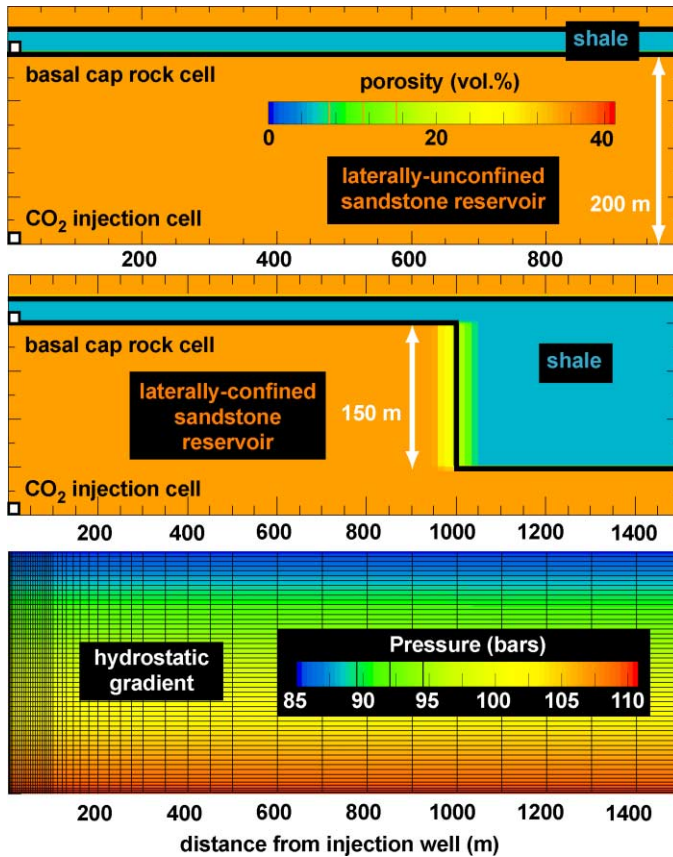 shale
basal cap rock cell
porosity (vol.%)
0 20 40
laterally-unconfined
sandstone reservoir
200 m
CO₂ injection cell
200 400 600 800
basal cap rock cell
shale
laterally-confined
sandstone
reservoir
150 m
CO₂ injection cell
200 400 600 800 1000 1200 1400
Pressure (bars)
hydrostatic
gradient
85 90 95 100 105 110
200 400 600 800 1000 1200 1400
distance from injection well (m)